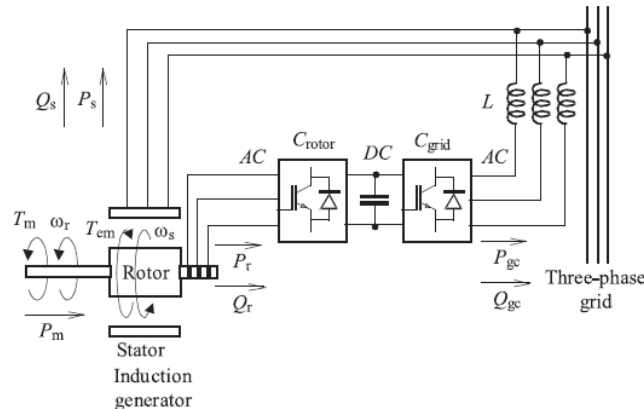 Qs Ps
L
Crotor
Cgrid
AC
DC
AC
Tm ωr
Tem
ωs
Rotor
Pr
Qr
Pgc
Qgc
Three-phase
grid
Pm
Stator
Induction
generator